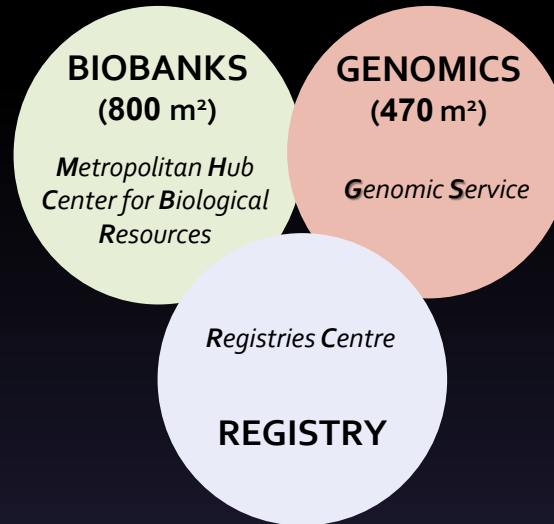 BIOBANKS
(800 m²)
Metropolitan Hub
Center for Biological
Resources
GENOMICS
(470 m²)
Genomic Service
Registries Centre
REGISTRY